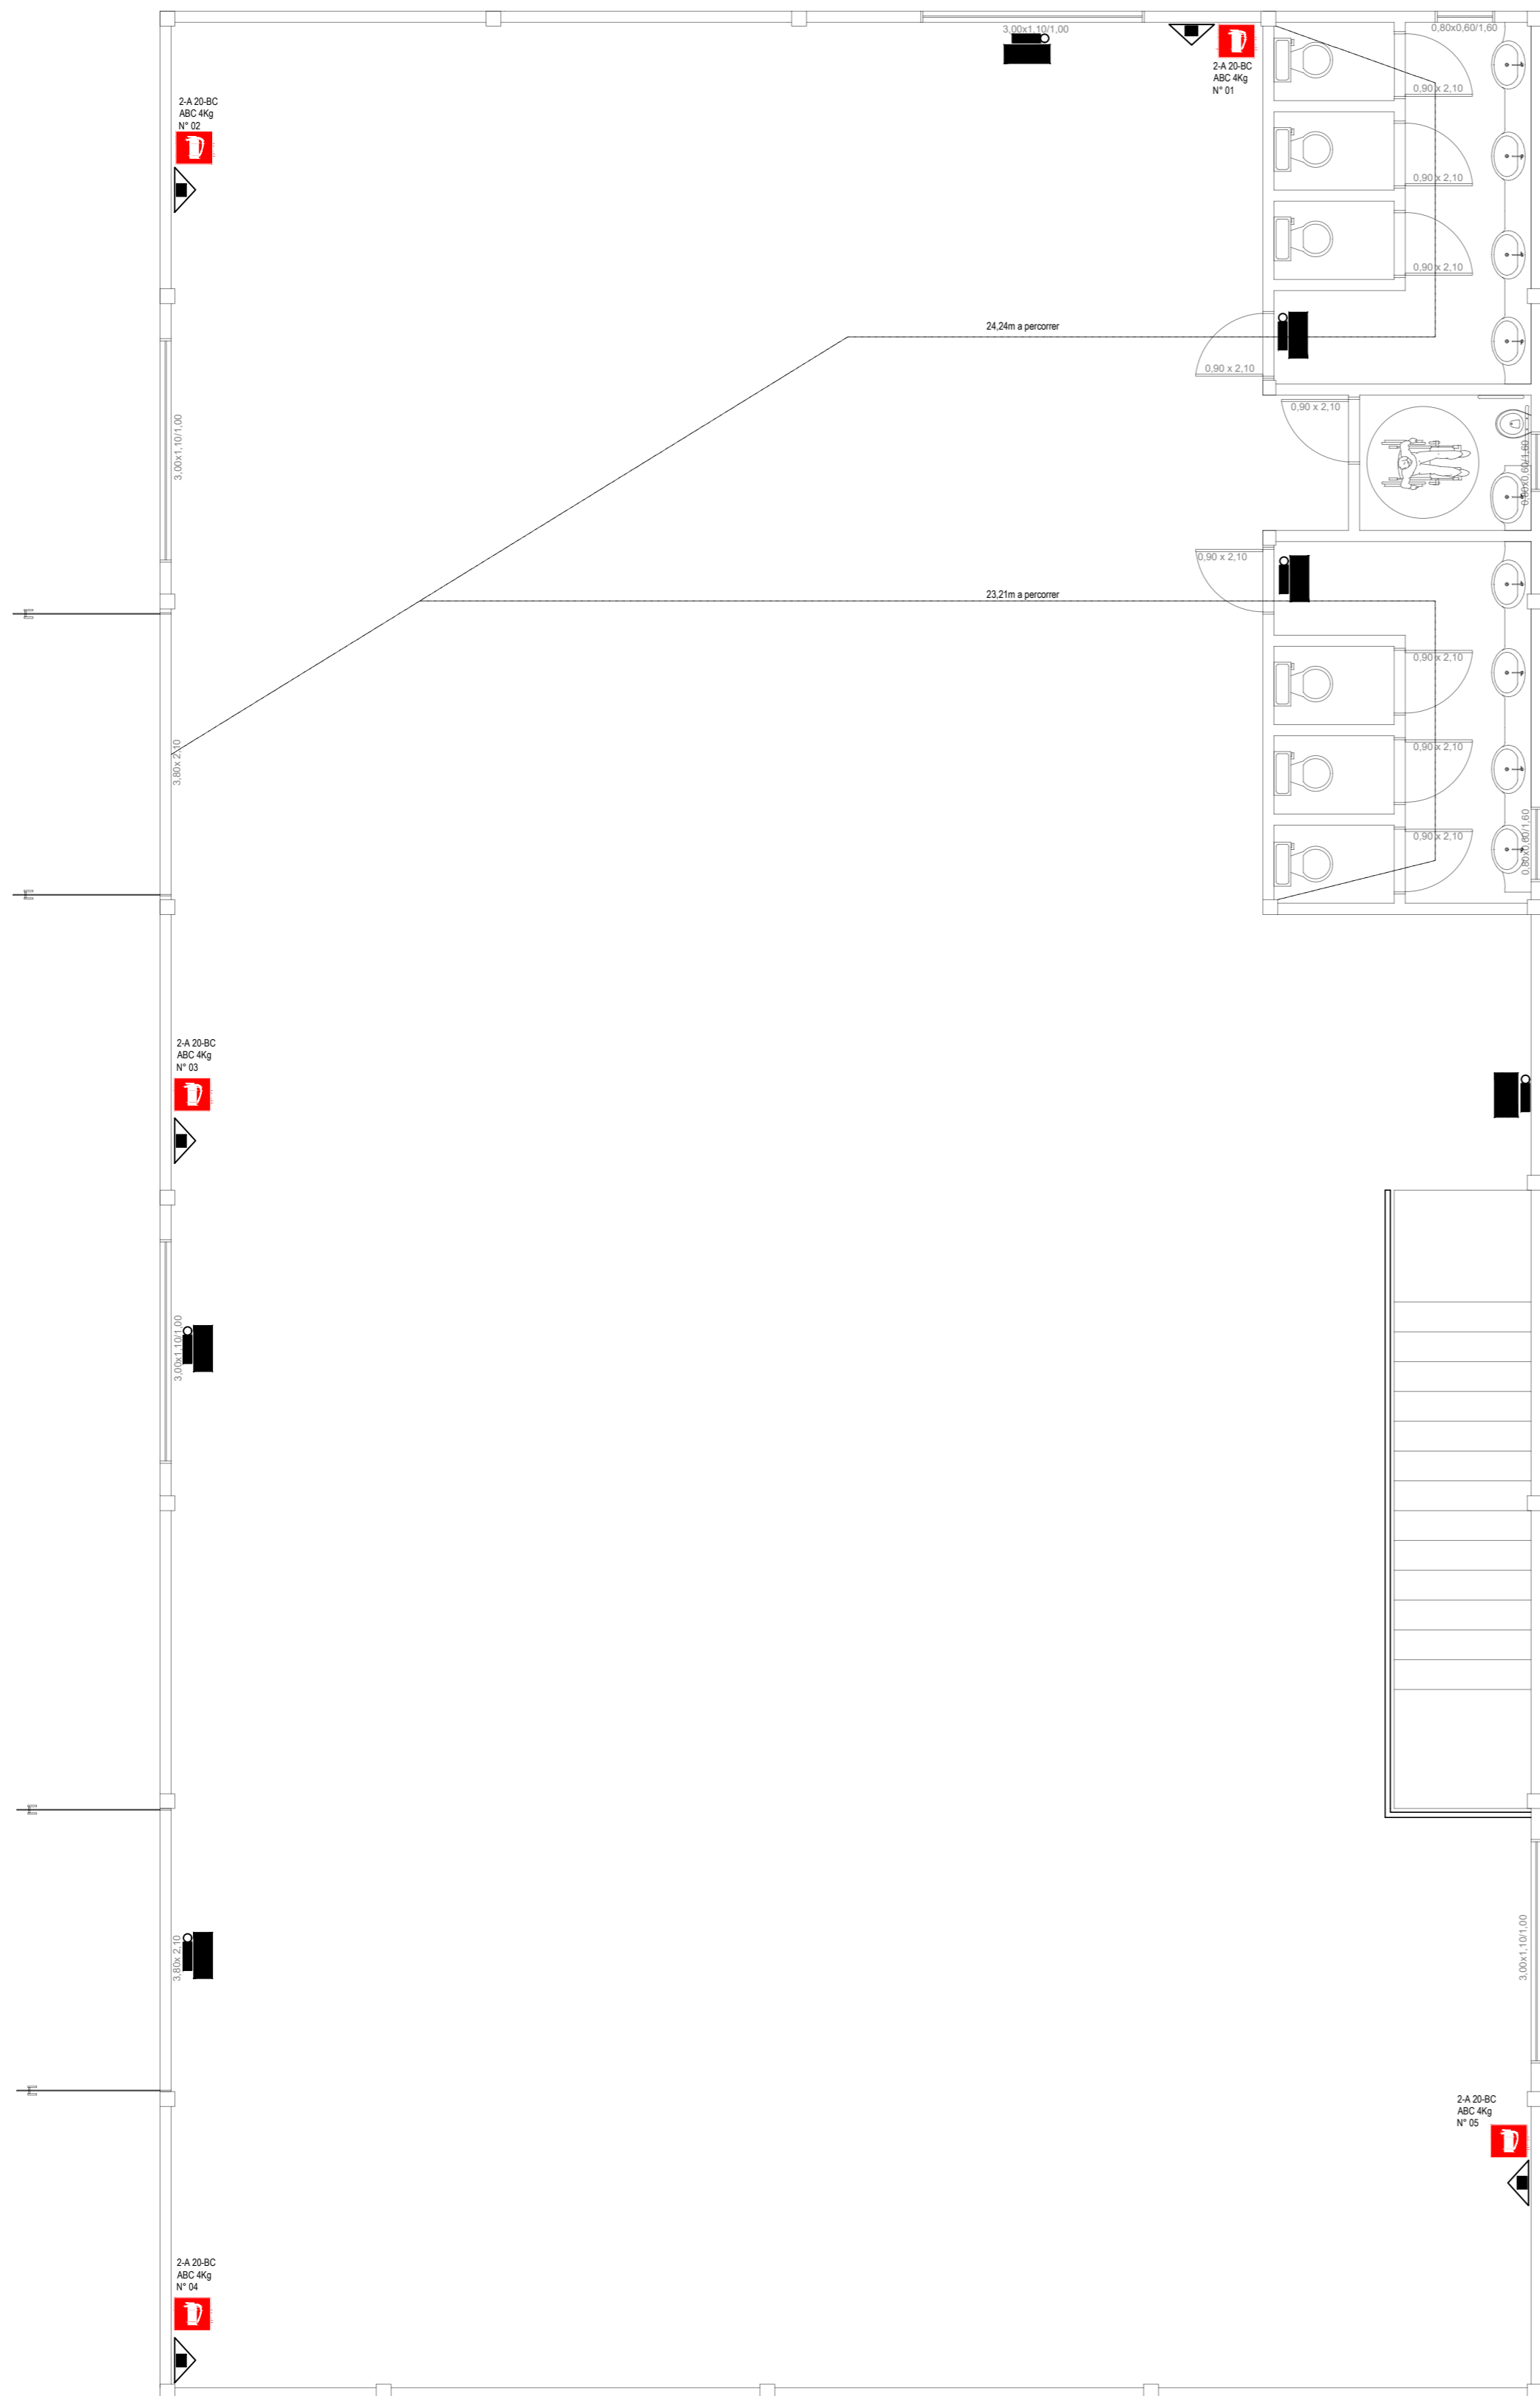 3,00x1,10/1,00
0,80x0,60/1,60
2-A 20-BC
ABC 4Kg
N° 01
0,90 x 2,10
2-A 20-BC
ABC 4Kg
N° 02
0,90 x 2,10
0,90 x 2,10
24,24m a percorrer
0,90 x 2,10
0,90 x 2,10
3,00x1,10/1,00
0,80x0,60/1,60
0,90 x 2,10
23,21m a percorrer
0,90 x 2,10
3,80x 2,10
0,90 x 2,10
0,90 x 2,10
0,80x0,60/1,60
2-A 20-BC
ABC 4Kg
N° 03
3,00x1,10/1,00
3,80x 2,10
3,00x1,10/1,00
2-A 20-BC
ABC 4Kg
N° 05
2-A 20-BC
ABC 4Kg
N° 04